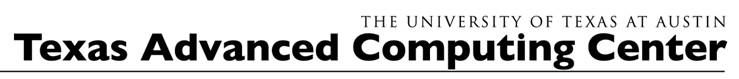 THE UNIVERSITY OF TEXAS AT AUSTIN
Texas Advanced Computing Center